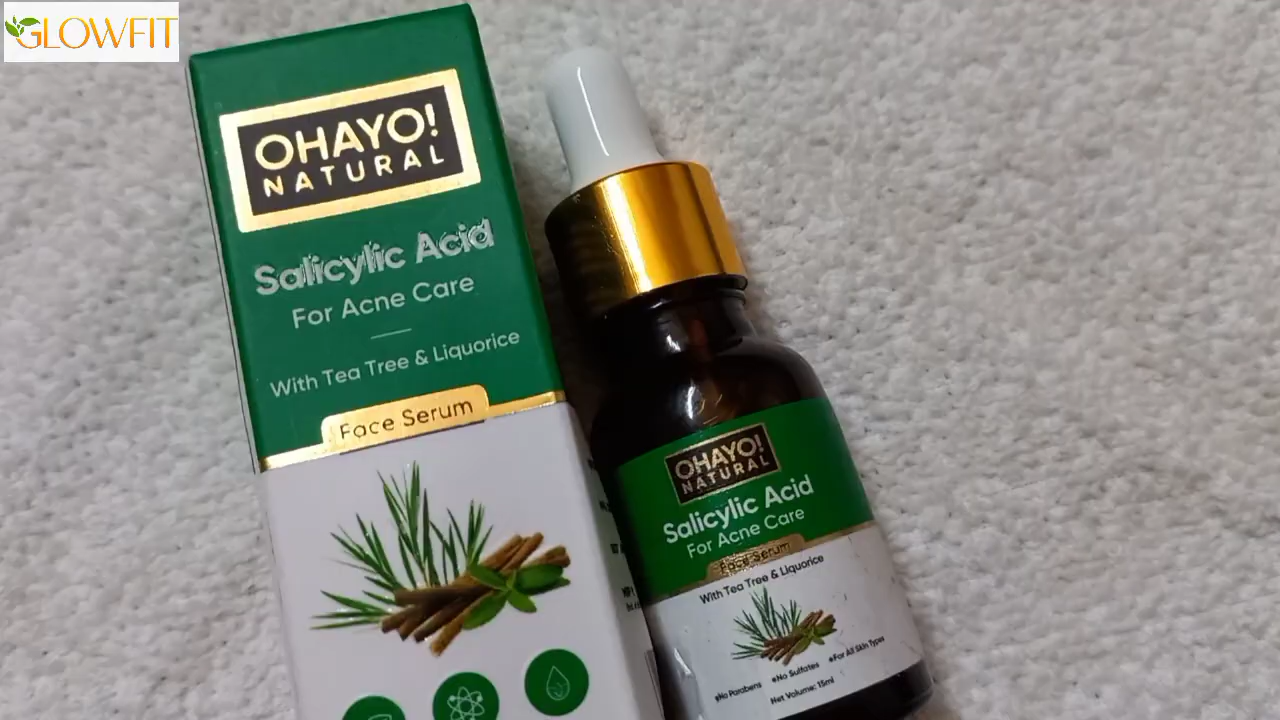 GLOWFIT
OHAYO!
NATURAL
Salicylic Acid
For Acne Care
With Tea Tree & Liquorice
Face Serum
OHAYO!
NATURAL
Salicylic Acid
For Acne Care
Face Serum
With Tea Tree & Liquorice
•No Parabens •No Sulfates •For All Skin Types
Net Volume: 15ml